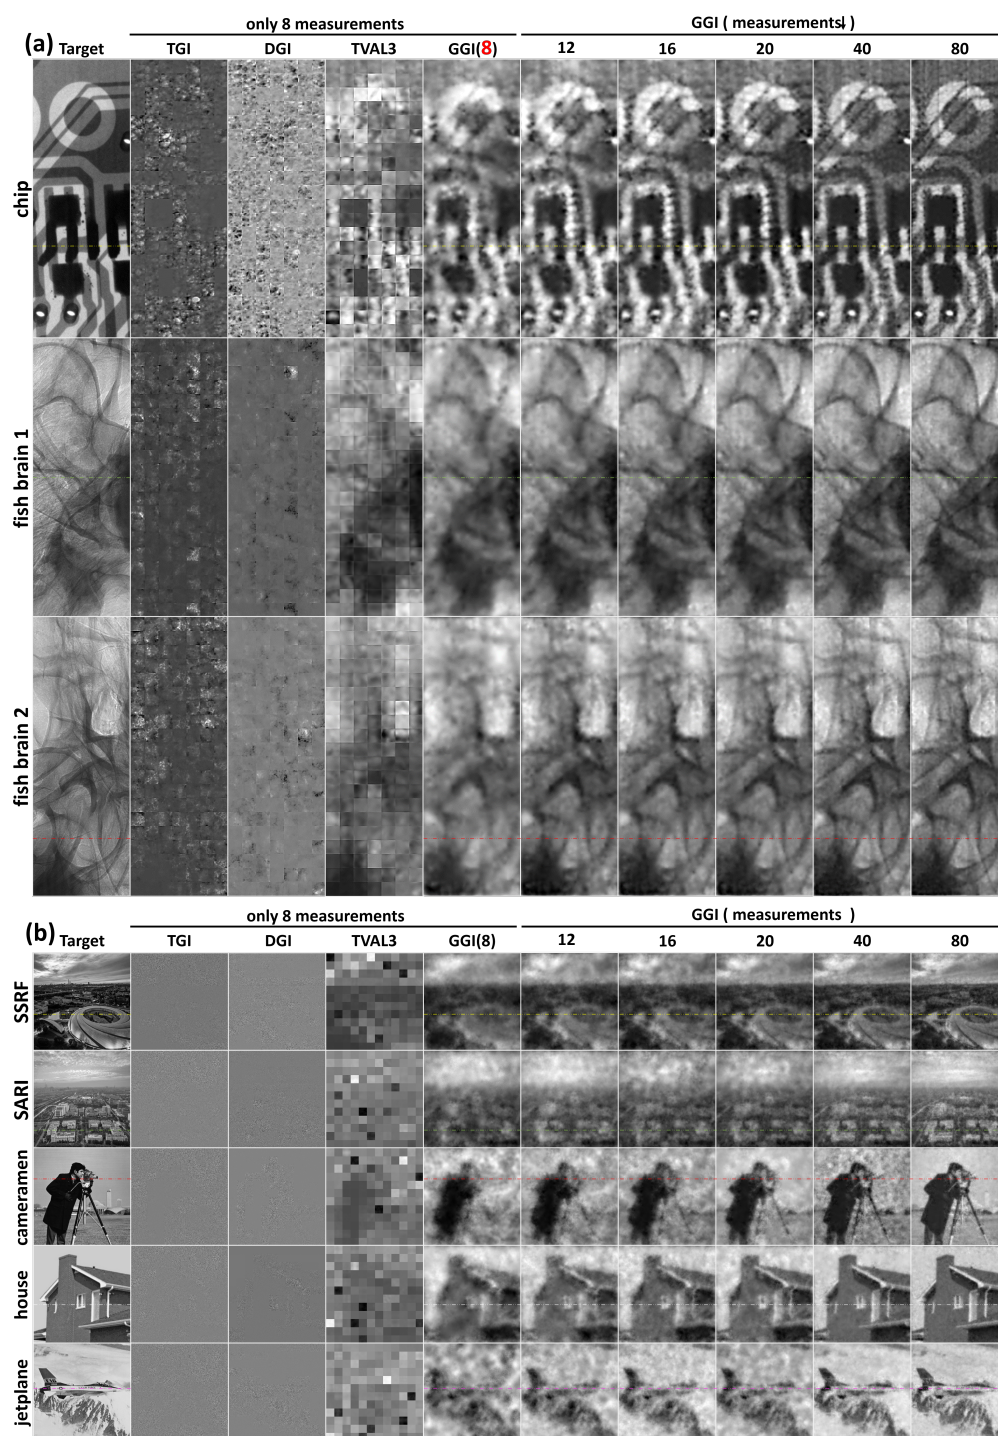 only 8 measurements GGI ( measurements↓ )
(a) Target TGI DGI TVAL3 GGI(8) 12 16 20 40 80
chip
fish brain 1
fish brain 2
only 8 measurements GGI ( measurements )
(b) Target TGI DGI TVAL3 GGI(8) 12 16 20 40 80
SSRF
SARI
cameramen
house
jetplane